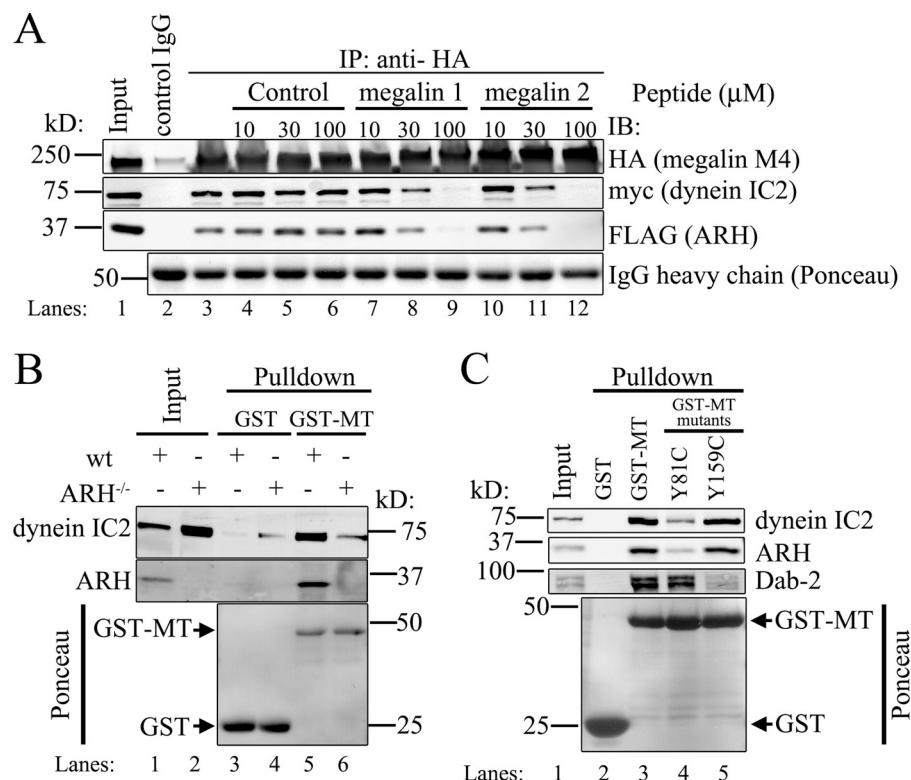 A
control IgG
Input
IP: anti- HA
Control megalin 1 megalin 2 Peptide (µM)
kD: 10 30 100 10 30 100 10 30 100 IB:
250 HA (megalin M4)
75 myc (dynein IC2)
37 FLAG (ARH)
50 IgG heavy chain (Ponceau)
Lanes: 1 2 3 4 5 6 7 8 9 10 11 12
B
Input
Pulldown
GST GST-MT
wt + - + - + -
ARH-/- - + - + - + kD:
dynein IC2 75
ARH 37
Ponceau
GST-MT 50
GST 25
Lanes: 1 2 3 4 5 6
C
Pulldown
GST-MT
mutants
Input
GST
GST-MT
Y81C
Y159C
kD:
75 dynein IC2
37 ARH
100 Dab-2
50
GST-MT
Ponceau
25 GST
Lanes: 1 2 3 4 5